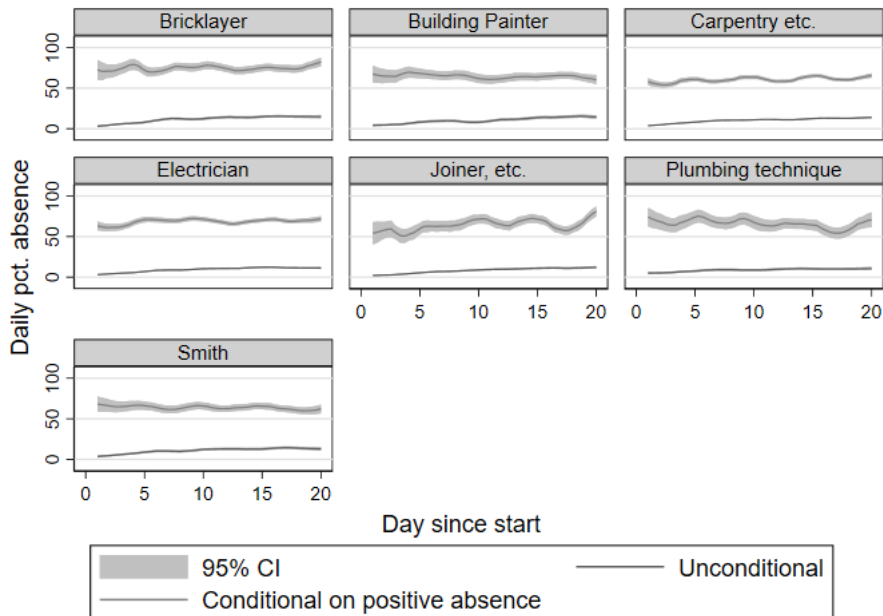 Bricklayer
Building Painter
Carpentry etc.
0 50 100
Electrician
Joiner, etc.
Plumbing technique
0 50 100
0 5 10 15 20
0 5 10 15 20
Smith
0 50 100
0 5 10 15 20
Daily pct. absence
Day since start
95% CI
Unconditional
Conditional on positive absence